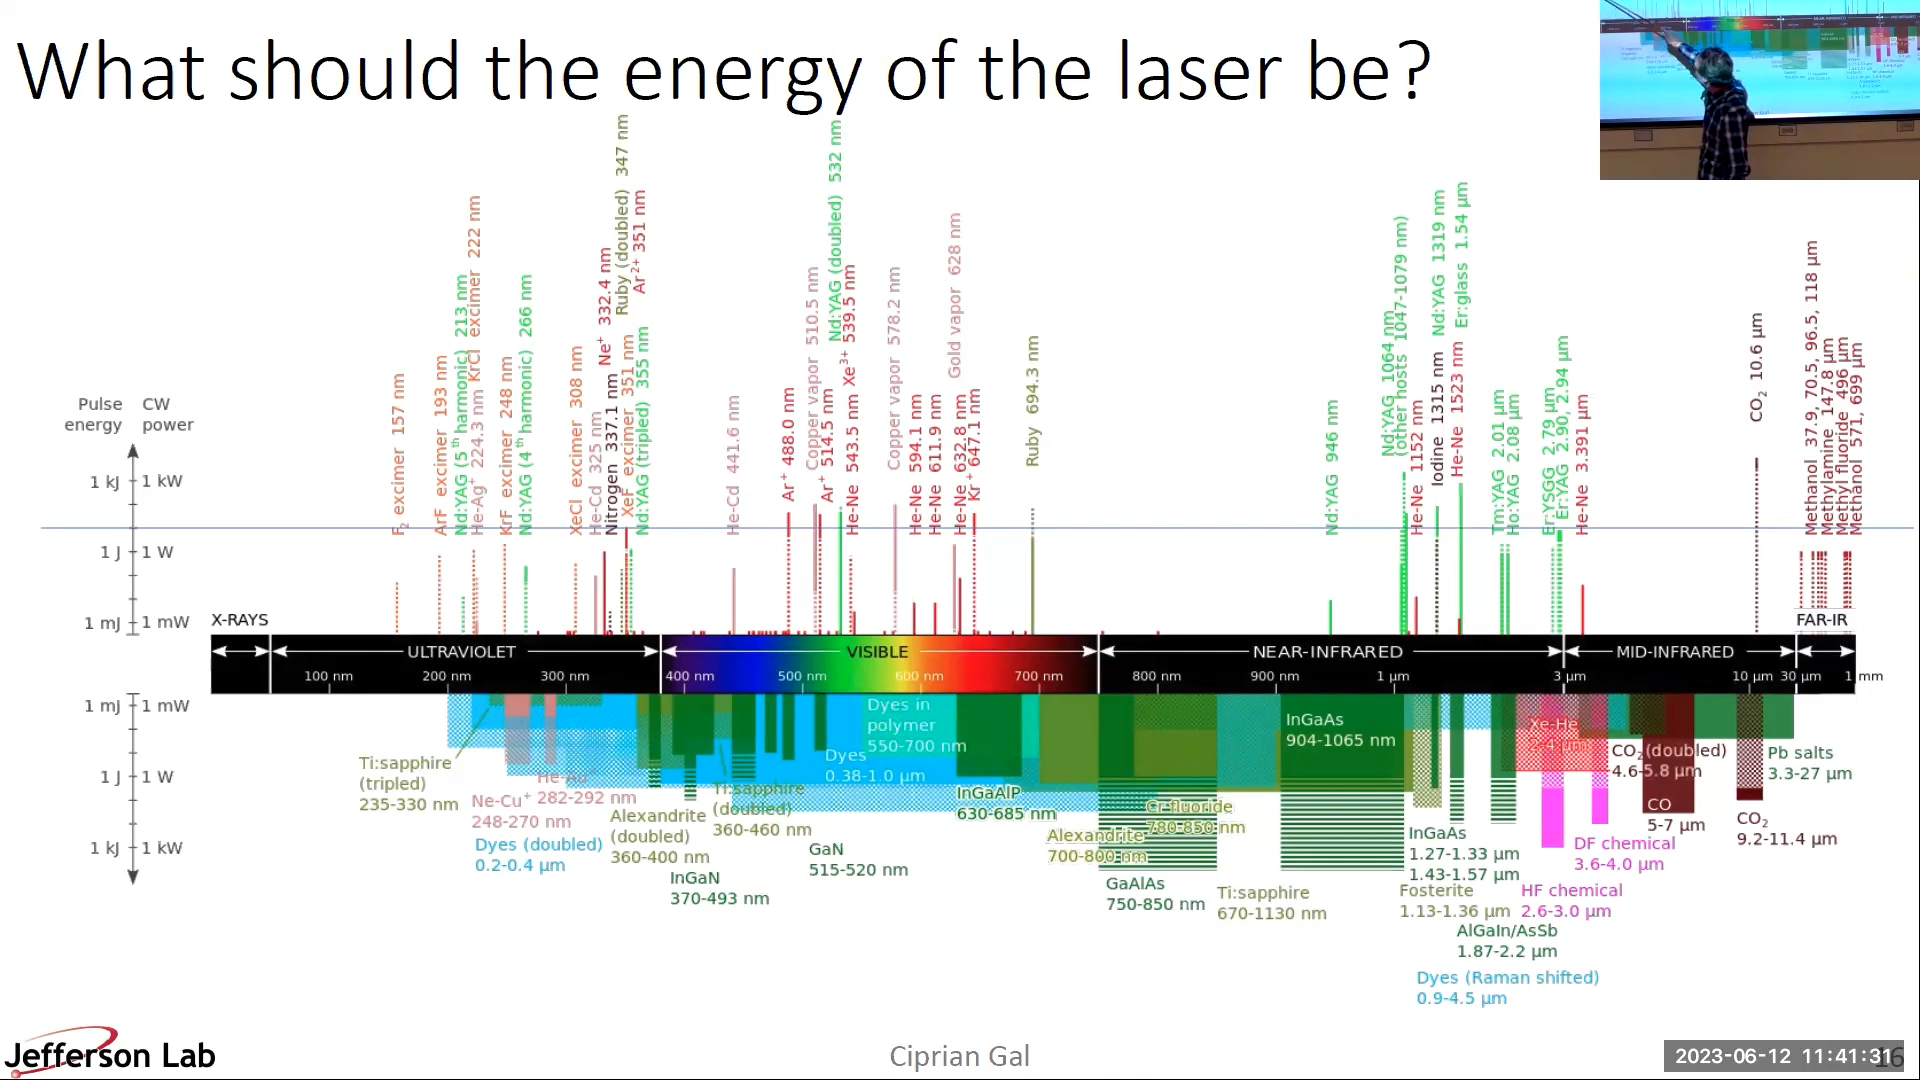 What should the energy of the laser be?
Pulse energy
CW power
1 kJ 1 kW
1 J 1 W
1 mJ 1 mW
F₂ excimer 157 nm
ArF excimer 193 nm
Nd:YAG (5th harmonic) 213 nm
He-Ag⁺ 224.3 nm
KrCl excimer 222 nm
KrF excimer 248 nm
Nd:YAG (4th harmonic) 266 nm
XeCl excimer 308 nm
He-Cd 325 nm
Nitrogen 337.1 nm
Ne⁺ 332.4 nm
Ruby (doubled) 347 nm
XeF excimer 351 nm
Ar²⁺ 351 nm
Nd:YAG (tripled) 355 nm
He-Cd 441.6 nm
Ar⁺ 488.0 nm
Copper vapor 510.5 nm
Ar⁺ 514.5 nm
Nd:YAG (doubled) 532 nm
Xe³⁺ 539.5 nm
He-Ne 543.5 nm
Copper vapor 578.2 nm
He-Ne 594.1 nm
He-Ne 611.9 nm
Gold vapor 628 nm
He-Ne 632.8 nm
Kr⁺ 647.1 nm
Ruby 694.3 nm
Nd:YAG 946 nm
Nd:YAG 1064 nm
(other hosts 1047-1079 nm)
He-Ne 1152 nm
Iodine 1315 nm
Nd:YAG 1319 nm
He-Ne 1523 nm
Er:glass 1.54 µm
Tm:YAG 2.01 µm
Ho:YAG 2.08 µm
Er:YSGG 2.79 µm
Er:YAG 2.90, 2.94 µm
He-Ne 3.391 µm
CO₂ 10.6 µm
Methanol 37.9, 70.5, 96.5, 118 µm
Methylamine 147.8 µm
Methyl fluoride 496 µm
Methanol 571, 699 µm
X-RAYS
FAR-IR
ULTRAVIOLET VISIBLE NEAR-INFRARED MID-INFRARED
100 nm 200 nm 300 nm 400 nm 500 nm 600 nm 700 nm 800 nm 900 nm 1 µm 3 µm 10 µm 30 µm 1 mm
1 mJ 1 mW
1 J 1 W
1 kJ 1 kW
Ti:sapphire
(tripled)
235-330 nm
Ne-Cu⁺
248-270 nm
He-Ag⁺
282-292 nm
Dyes (doubled)
0.2-0.4 µm
Alexandrite
(doubled)
360-400 nm
InGaN
370-493 nm
Ti:sapphire
(doubled)
360-460 nm
GaN
515-520 nm
Dyes
0.38-1.0 µm
Dyes in
polymer
550-700 nm
InGaAlP
630-685 nm
Alexandrite
700-800 nm
Cr fluoride
780-850 nm
GaAlAs
750-850 nm
Ti:sapphire
670-1130 nm
InGaAs
904-1065 nm
InGaAs
1.27-1.33 µm
1.43-1.57 µm
Fosterite
1.13-1.36 µm
AlGaIn/AsSb
1.87-2.2 µm
Dyes (Raman shifted)
0.9-4.5 µm
Xe-He
2-4 µm
HF chemical
2.6-3.0 µm
DF chemical
3.6-4.0 µm
CO₂ (doubled)
4.6-5.8 µm
CO
5-7 µm
CO₂
9.2-11.4 µm
Pb salts
3.3-27 µm
Jefferson Lab
Ciprian Gal
2023-06-12 11:41:31
16